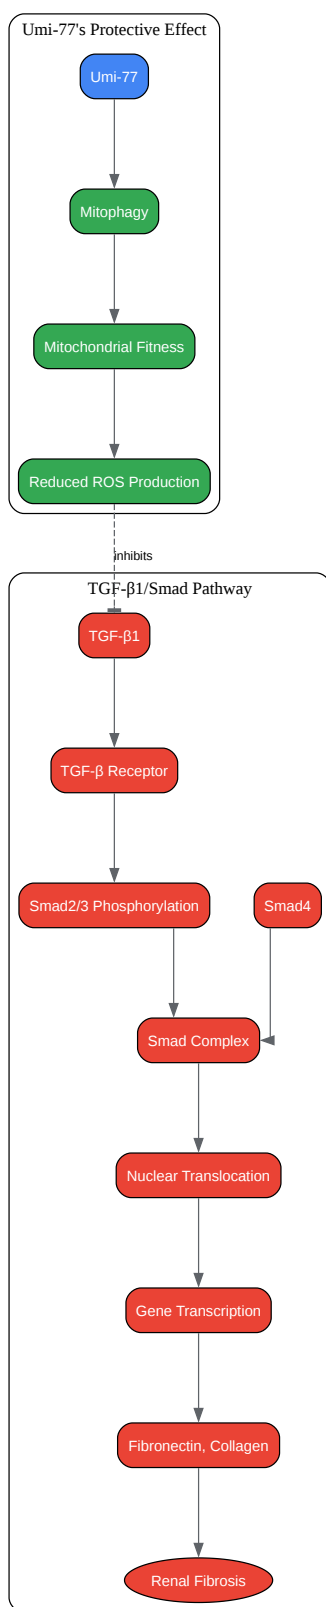 Umi-77's Protective Effect
Umi-77
Mitophagy
Mitochondrial Fitness
Reduced ROS Production
inhibits
TGF-β1/Smad Pathway
TGF-β1
TGF-β Receptor
Smad2/3 Phosphorylation
Smad4
Smad Complex
Nuclear Translocation
Gene Transcription
Fibronectin, Collagen
Renal Fibrosis